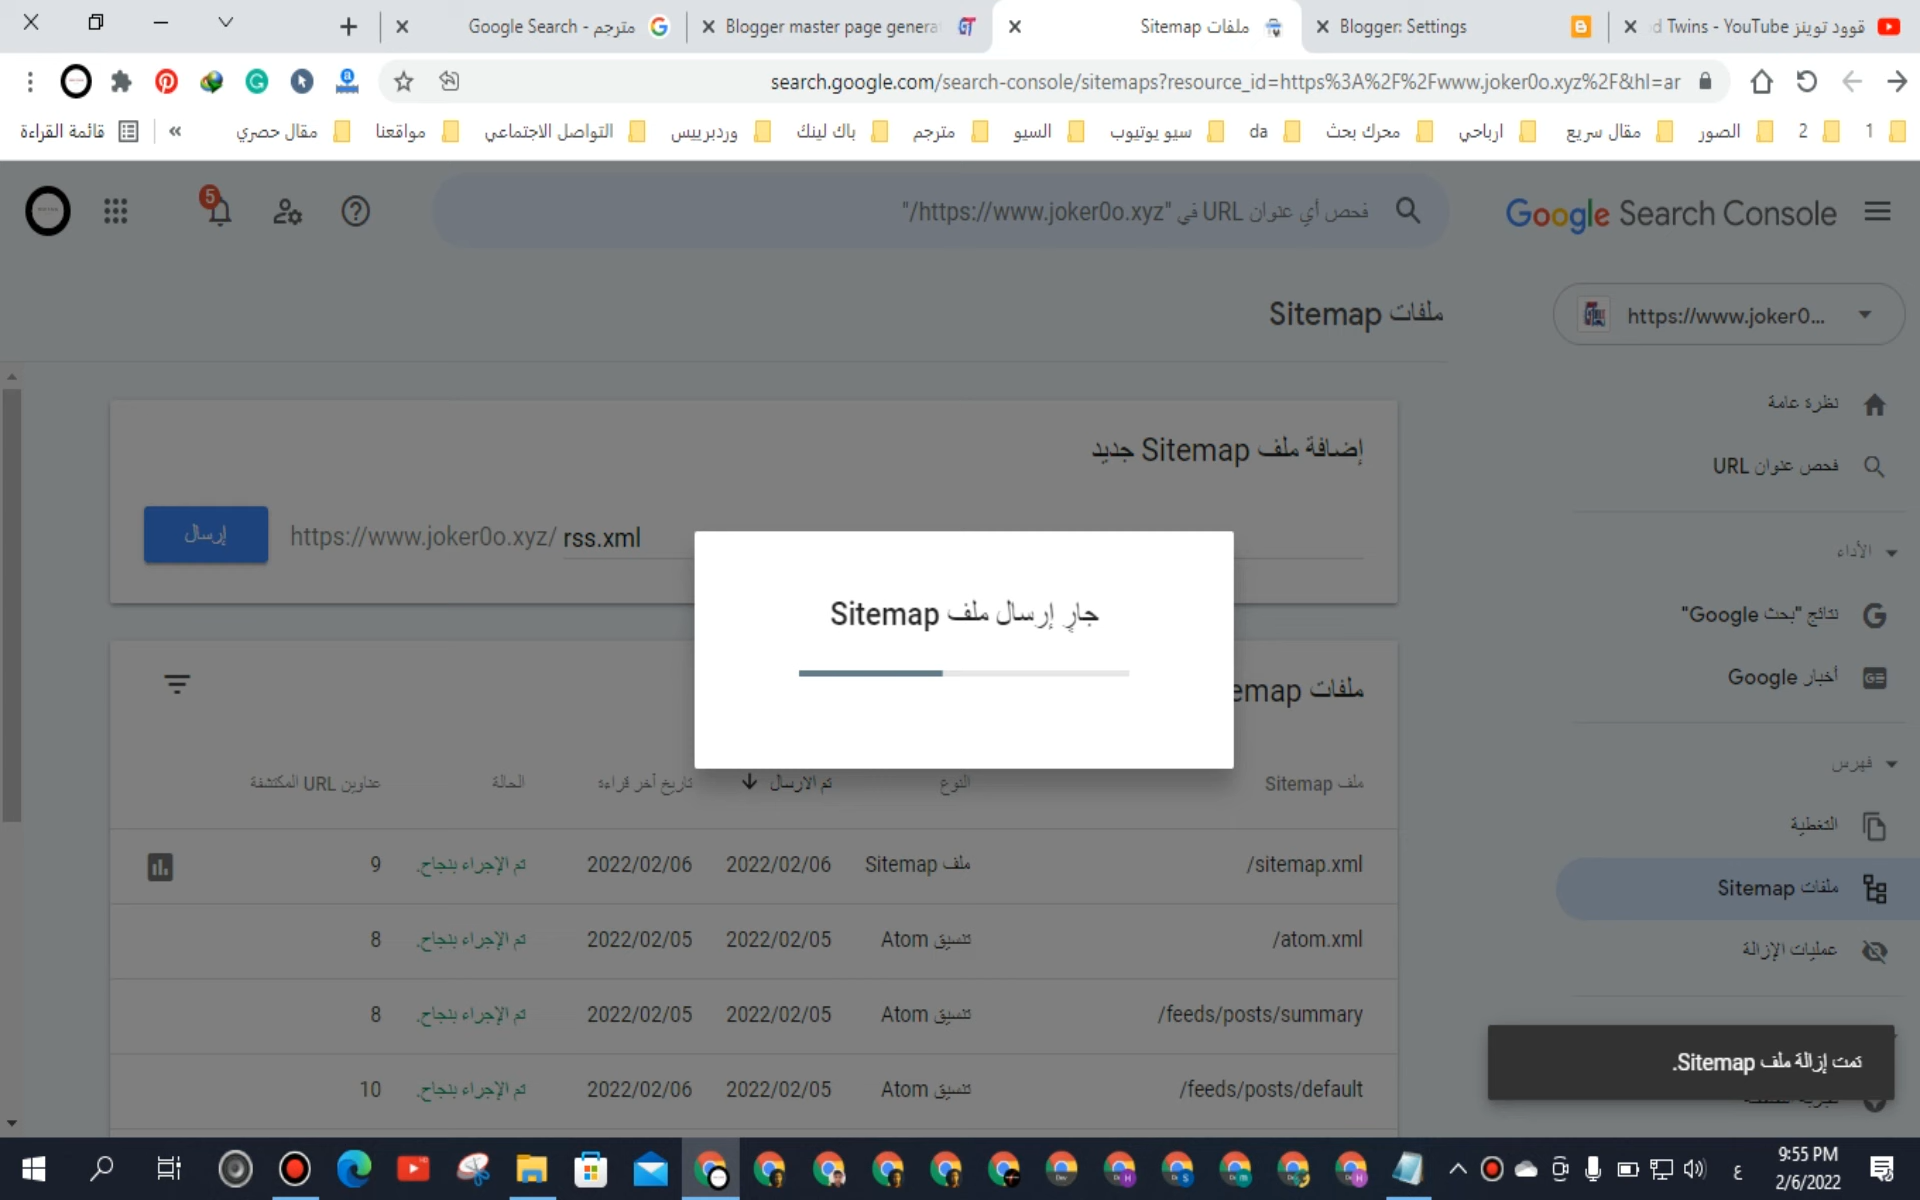 مترجم - Google Search
Blogger master page genera
ملفات Sitemap
Blogger: Settings
قوود توينز d Twins - YouTube
search.google.com/search-console/sitemaps?resource_id=https%3A%2F%2Fwww.joker0o.xyz%2F&hl=ar
1
2
الصور
مقال سريع
ارباحي
محرك بحث
da
سيو يوتيوب
السيو
مترجم
باك لينك
وردبرييس
التواصل الاجتماعي
مواقعنا
مقال حصري
»
قائمة القراءة
Google Search Console
فحص أي عنوان URL في "https://www.joker0o.xyz/"
5
https://www.joker0...
ملفات Sitemap
نظرة عامة
فحص عنوان URL
الأداء
نتائج "بحث Google"
أخبار Google
فهرس
التغطية
ملفات Sitemap
عمليات الإزالة
إضافة ملف Sitemap جديد
https://www.joker0o.xyz/ rss.xml
إرسال
جارٍ إرسال ملف Sitemap
ملفات emap
ملف Sitemap النوع تم الإرسال تاريخ آخر قراءة الحالة عناوين URL المكتشفة
/sitemap.xml ملف Sitemap 2022/02/06 2022/02/06 تم الإجراء بنجاح. 9
/atom.xml تنسيق Atom 2022/02/05 2022/02/05 تم الإجراء بنجاح. 8
/feeds/posts/summary تنسيق Atom 2022/02/05 2022/02/05 تم الإجراء بنجاح. 8
/feeds/posts/default تنسيق Atom 2022/02/05 2022/02/06 تم الإجراء بنجاح. 10
تمت إزالة ملف Sitemap.
ع
9:55 PM
2/6/2022